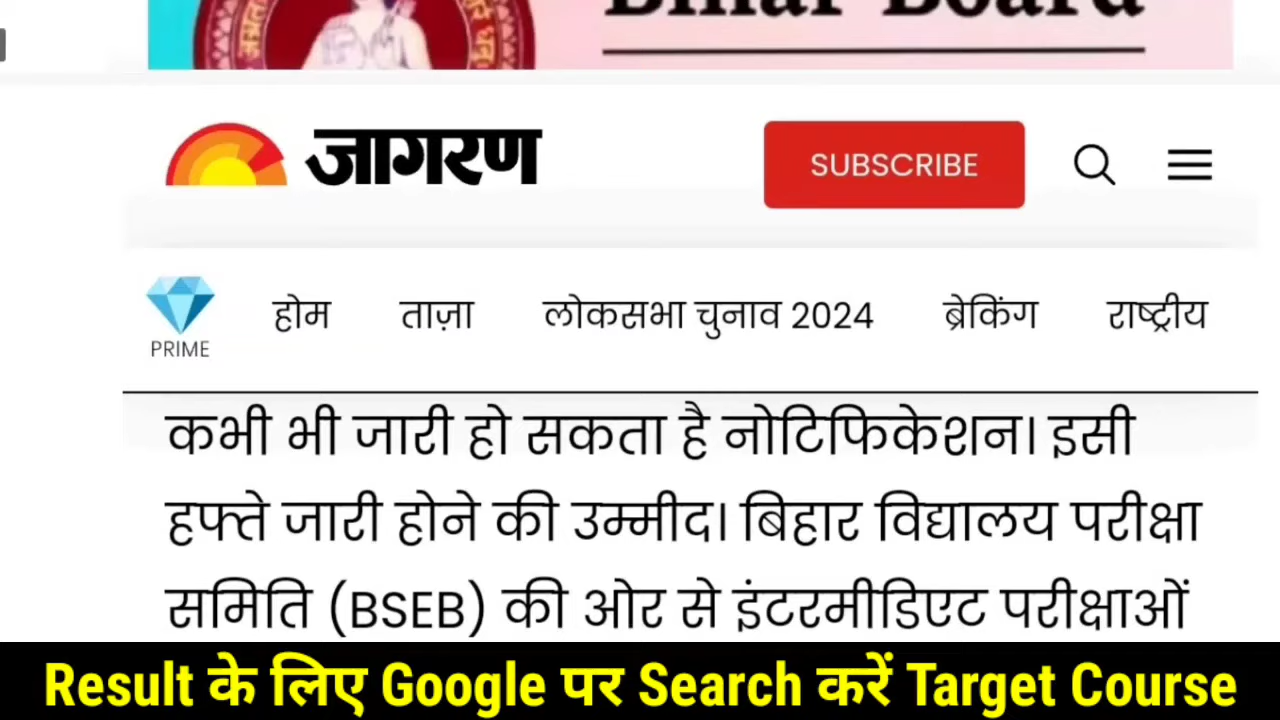 Bihar Board
जागरण
SUBSCRIBE
PRIME
होम ताज़ा लोकसभा चुनाव 2024 ब्रेकिंग राष्ट्रीय
कभी भी जारी हो सकता है नोटिफिकेशन। इसी
हफ्ते जारी होने की उम्मीद। बिहार विद्यालय परीक्षा
समिति (BSEB) की ओर से इंटरमीडिएट परीक्षाओं
Result के लिए Google पर Search करें Target Course